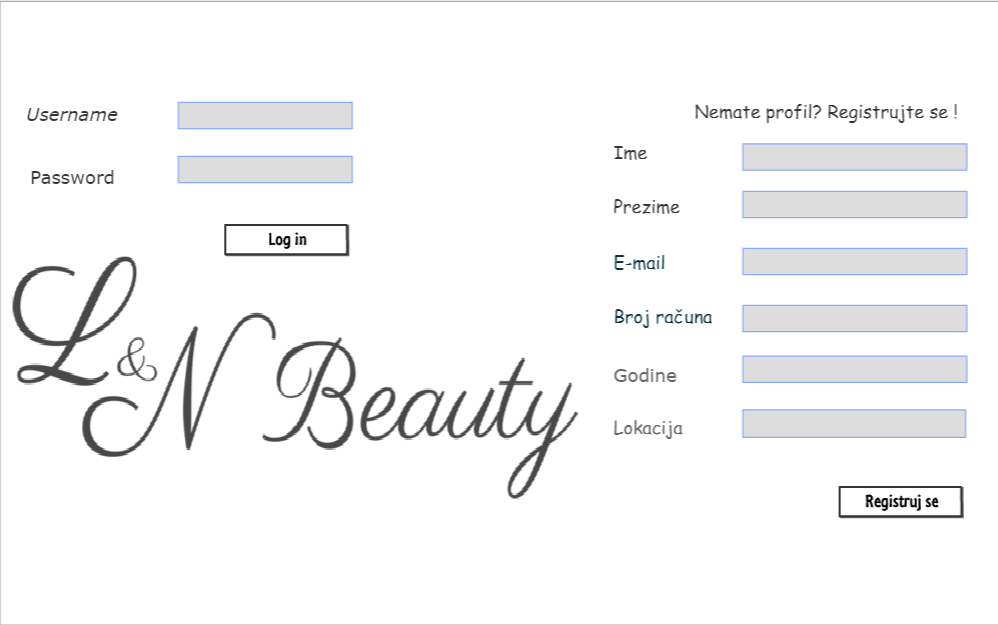 Username
Password
Log in
L & N Beauty
Nemate profil? Registrujte se !
Ime
Prezime
E-mail
Broj računa
Godine
Lokacija
Registruj se